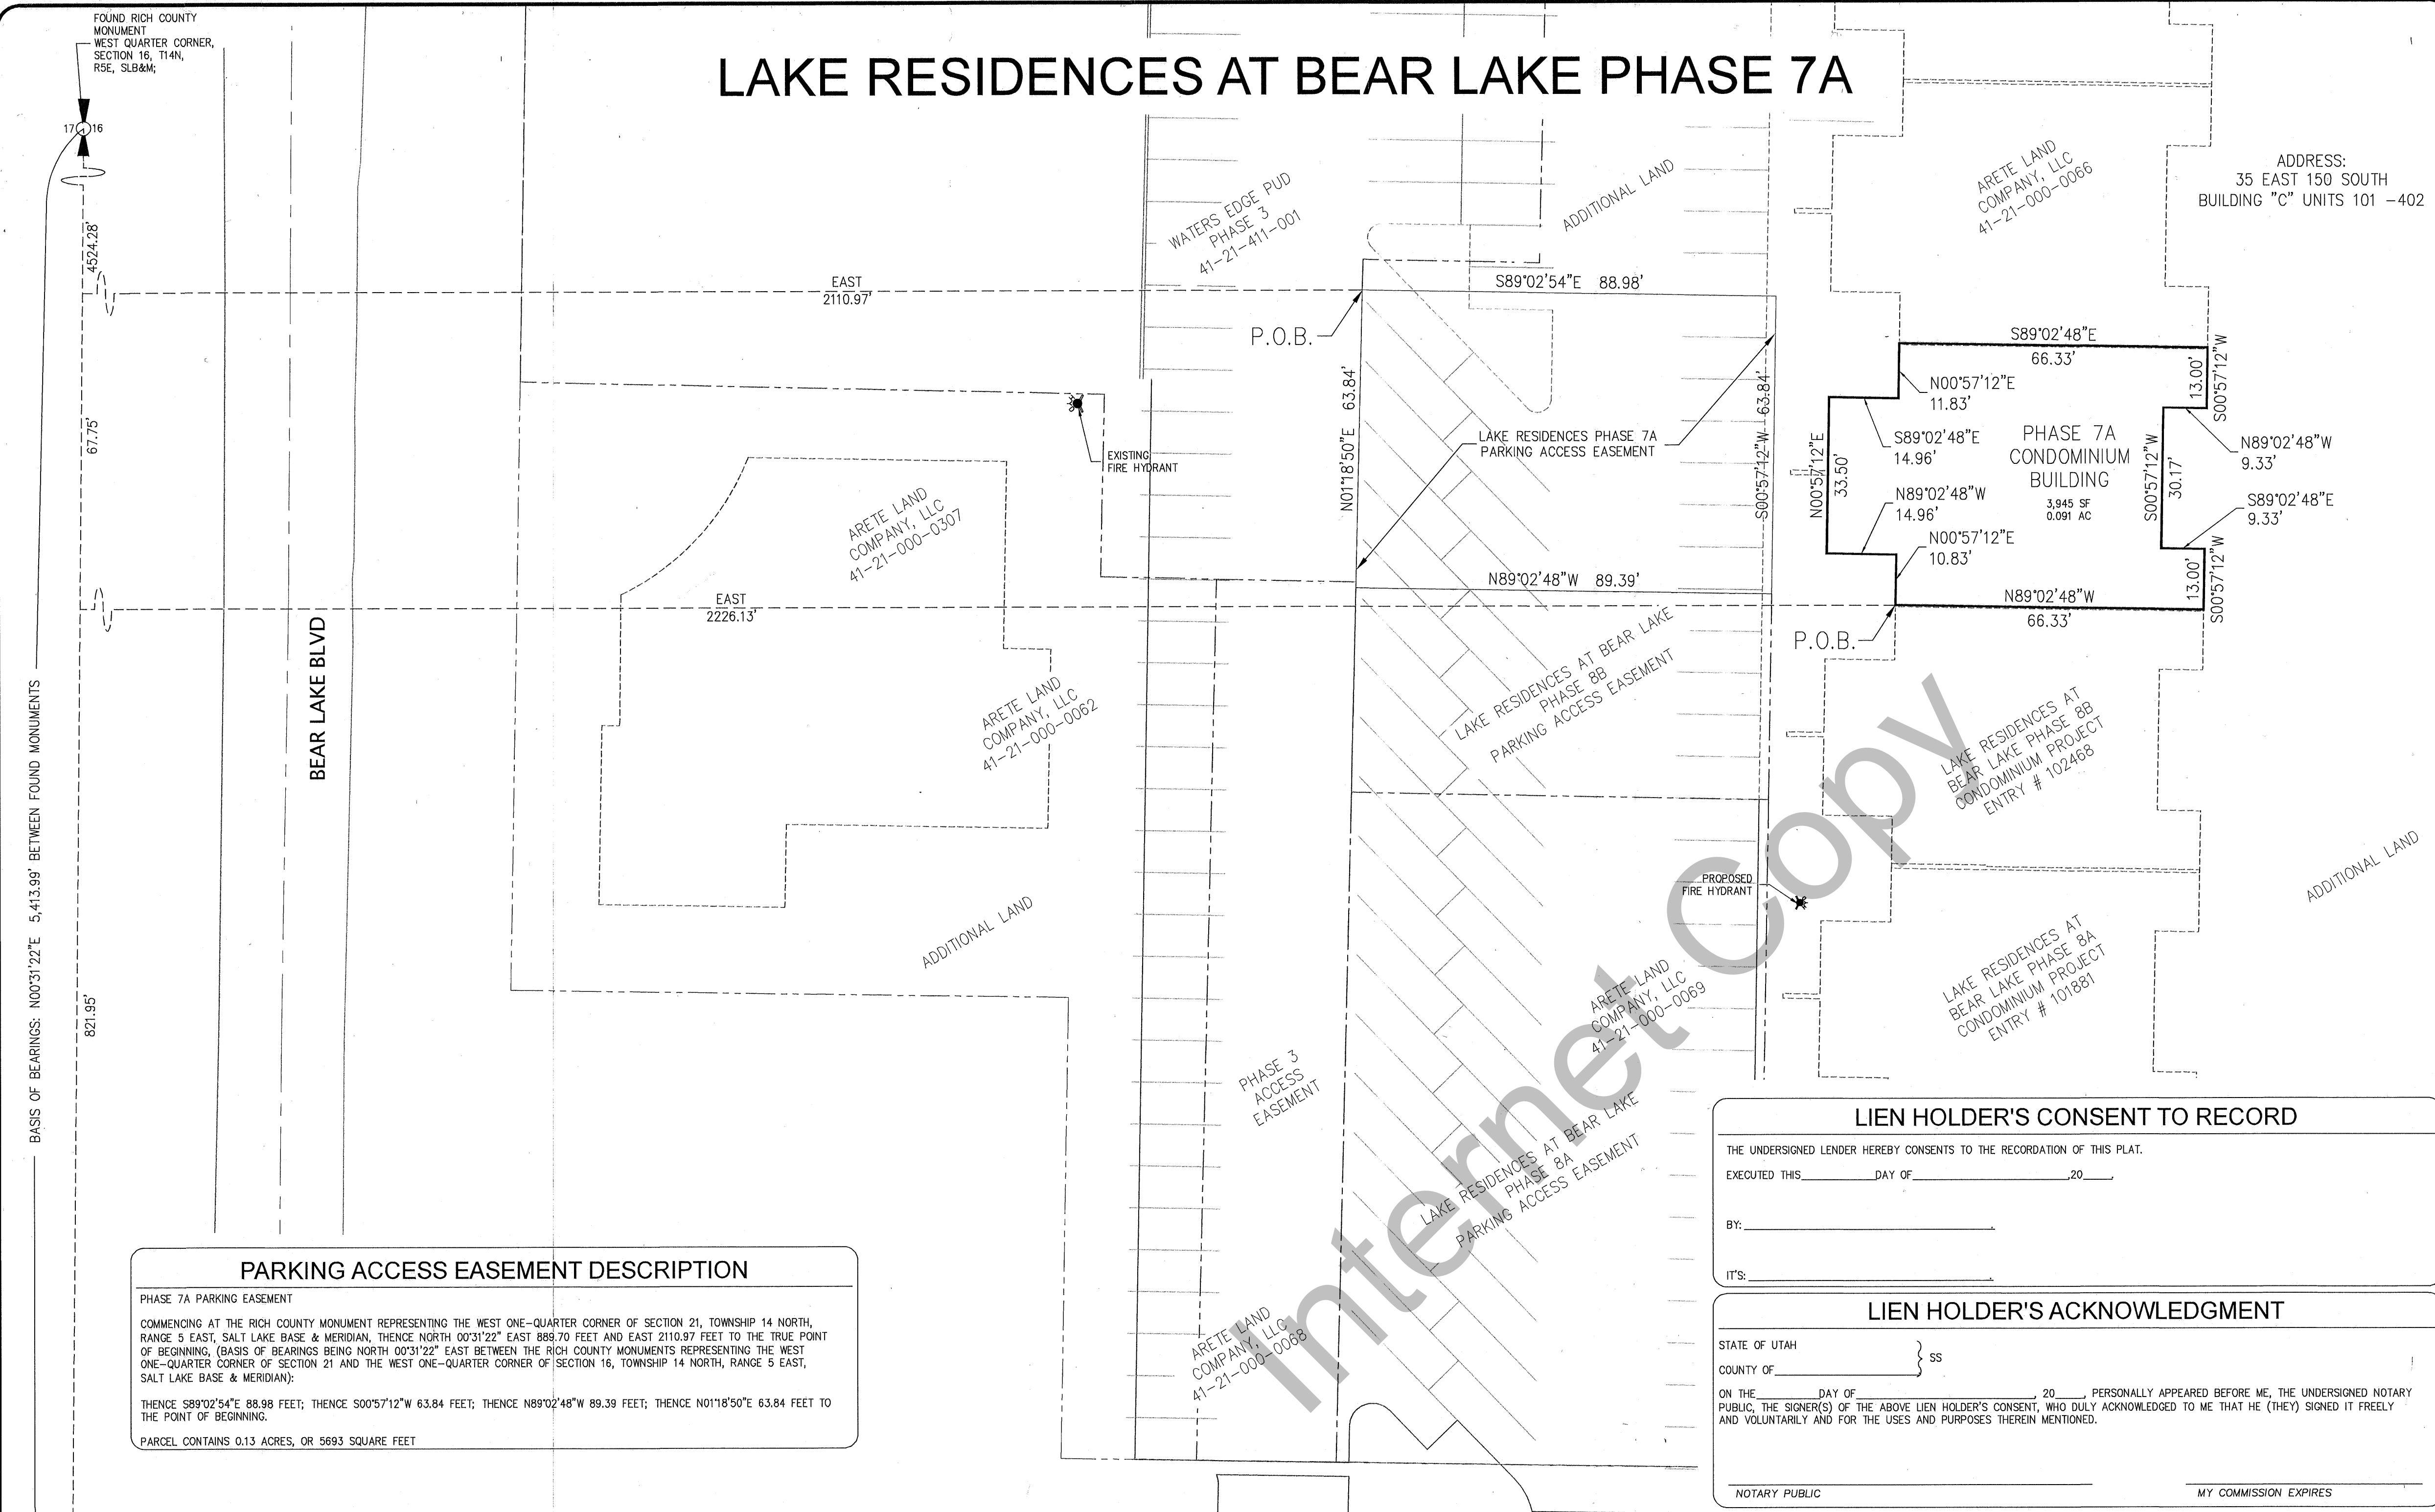 LAKE RESIDENCES AT BEAR LAKE PHASE 7A
FOUND RICH COUNTY
MONUMENT
WEST QUARTER CORNER,
SECTION 16, T14N,
R5E, SLB&M;
17 16
4524.28'
67.75'
821.95'
BASIS OF BEARINGS: N00°31'22"E 5,413.99' BETWEEN FOUND MONUMENTS
BEAR LAKE BLVD
EAST
2110.97'
EAST
2226.13'
EXISTING
FIRE HYDRANT
ARETE LAND
COMPANY, LLC
41-21-000-0307
ARETE LAND
COMPANY, LLC
41-21-000-0062
ADDITIONAL LAND
WATERS EDGE PUD
PHASE 3
41-21-411-001
ADDITIONAL LAND
P.O.B.
S89°02'54"E 88.98'
N01°18'50"E 63.84'
S00°57'12"W 63.84'
LAKE RESIDENCES PHASE 7A
PARKING ACCESS EASEMENT
N89°02'48"W 89.39'
LAKE RESIDENCES AT BEAR LAKE
PHASE 8B
PARKING ACCESS EASEMENT
PROPOSED
FIRE HYDRANT
ARETE LAND
COMPANY, LLC
41-21-000-0069
PHASE 3
ACCESS
EASEMENT
LAKE RESIDENCES AT BEAR LAKE
PHASE 8A
PARKING ACCESS EASEMENT
ARETE LAND
COMPANY, LLC
41-21-000-0068
ARETE LAND
COMPANY, LLC
41-21-000-0066
ADDRESS:
35 EAST 150 SOUTH
BUILDING "C" UNITS 101 -402
S89°02'48"E
66.33'
13.00'
S00°57'12"W
N00°57'12"E
11.83'
S89°02'48"E
14.96'
N00°57'12"E
33.50'
N89°02'48"W
14.96'
N00°57'12"E
10.83'
PHASE 7A
CONDOMINIUM
BUILDING
3,945 SF
0.091 AC
S00°57'12"W
30.17'
N89°02'48"W
9.33'
S89°02'48"E
9.33'
13.00'
S00°57'12"W
N89°02'48"W
66.33'
P.O.B.
LAKE RESIDENCES AT
BEAR LAKE PHASE 8B
CONDOMINIUM PROJECT
ENTRY # 102468
ADDITIONAL LAND
LAKE RESIDENCES AT
BEAR LAKE PHASE 8A
CONDOMINIUM PROJECT
ENTRY # 101881
Internet Copy
PARKING ACCESS EASEMENT DESCRIPTION
PHASE 7A PARKING EASEMENT
COMMENCING AT THE RICH COUNTY MONUMENT REPRESENTING THE WEST ONE-QUARTER CORNER OF SECTION 21, TOWNSHIP 14 NORTH,
RANGE 5 EAST, SALT LAKE BASE & MERIDIAN, THENCE NORTH 00°31'22" EAST 889.70 FEET AND EAST 2110.97 FEET TO THE TRUE POINT
OF BEGINNING, (BASIS OF BEARINGS BEING NORTH 00°31'22" EAST BETWEEN THE RICH COUNTY MONUMENTS REPRESENTING THE WEST
ONE-QUARTER CORNER OF SECTION 21 AND THE WEST ONE-QUARTER CORNER OF SECTION 16, TOWNSHIP 14 NORTH, RANGE 5 EAST,
SALT LAKE BASE & MERIDIAN):
THENCE S89°02'54"E 88.98 FEET; THENCE S00°57'12"W 63.84 FEET; THENCE N89°02'48"W 89.39 FEET; THENCE N01°18'50"E 63.84 FEET TO
THE POINT OF BEGINNING.
PARCEL CONTAINS 0.13 ACRES, OR 5693 SQUARE FEET
LIEN HOLDER'S CONSENT TO RECORD
THE UNDERSIGNED LENDER HEREBY CONSENTS TO THE RECORDATION OF THIS PLAT.
EXECUTED THIS____DAY OF____,20____.
BY:____.
IT'S:____.
LIEN HOLDER'S ACKNOWLEDGMENT
STATE OF UTAH
COUNTY OF____ } SS
ON THE____DAY OF____, 20____, PERSONALLY APPEARED BEFORE ME, THE UNDERSIGNED NOTARY
PUBLIC, THE SIGNER(S) OF THE ABOVE LIEN HOLDER'S CONSENT, WHO DULY ACKNOWLEDGED TO ME THAT HE (THEY) SIGNED IT FREELY
AND VOLUNTARILY AND FOR THE USES AND PURPOSES THEREIN MENTIONED.
NOTARY PUBLIC MY COMMISSION EXPIRES